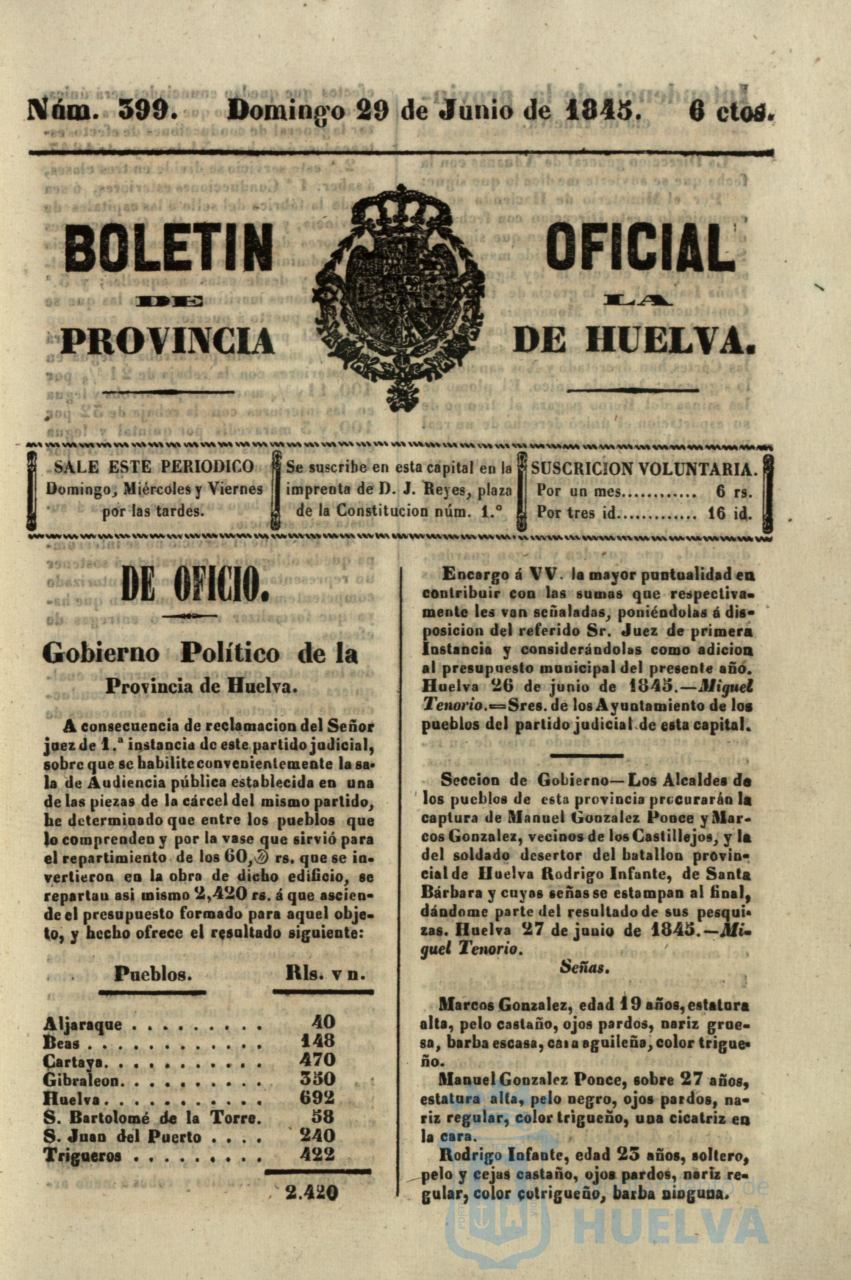 Núm. 399. Domingo 29 de Junio de 1845. 6 ctos.
BOLETIN OFICIAL
DE LA
PROVINCIA DE HUELVA.
SALE ESTE PERIODICO
Domingo, Miércoles y Viernes
por las tardes.
Se suscribe en esta capital en la
imprenta de D. J. Reyes, plaza
de la Constitucion núm. 1.º
SUSCRICION VOLUNTARIA.
Por un mes............ 6 rs.
Por tres id............. 16 id.
DE OFICIO.
Gobierno Político de la
Provincia de Huelva.
A consecuencia de reclamacion del Señor
juez de 1.ª instancia de este partido judicial,
sobre que se habilite convenientemente la sa-
la de Audiencia pública establecida en una
de las piezas de la cárcel del mismo partido,
he determinado que entre los pueblos que
lo comprenden y por la vase que sirvió para
el repartimiento de los 60, rs. que se in-
vertieron en la obra de dicho edificio, se
repartan asi mismo 2,420 rs. á que ascien-
de el presupuesto formado para aquel obje-
to, y hecho ofrece el resultado siguiente:
Pueblos. Rls. vn.
Aljaraque . . . . . . . . . 40
Beas . . . . . . . . . . . . 148
Cartaya. . . . . . . . . . . 470
Gibraleon. . . . . . . . . . 350
Huelva. . . . . . . . . . . 692
S. Bartolomé de la Torre. 58
S. Juan del Puerto . . . . 240
Trigueros . . . . . . . . . 422
2.420
Encargo á VV. la mayor puntualidad en
contribuir con las sumas que respectiva-
mente les van señaladas, poniéndolas á dis-
posicion del referido Sr. Juez de primera
Instancia y considerándolas como adicion
al presupuesto municipal del presente año.
Huelva 26 de junio de 1845.—Miguel
Tenorio.=Sres. de los Ayuntamiento de los
pueblos del partido judicial de esta capital.
Seccion de Gobierno—Los Alcaldes de
los pueblos de esta provincia procurarán la
captura de Manuel Gonzalez Ponce y Mar-
cos Gonzalez, vecinos de los Castillejos, y la
del soldado desertor del batallon provin-
cial de Huelva Rodrigo Infante, de Santa
Bárbara y cuyas señas se estampan al final,
dándome parte del resultado de sus pesqui-
zas. Huelva 27 de junio de 1845.—Mi-
guel Tenorio.
Señas.
Marcos Gonzalez, edad 19 años, estatura
alta, pelo castaño, ojos pardos, nariz grue-
sa, barba escasa, cara aguileña, color trigue-
ño.
Manuel Gonzalez Ponce, sobre 27 años,
estatura alta, pelo negro, ojos pardos, na-
riz regular, color trigueño, una cicatriz en
la cara.
Rodrigo Infante, edad 23 años, soltero,
pelo y cejas castaño, ojos pardos, nariz re-
gular, color cotrigueño, barba ninguna.
de
HUELVA